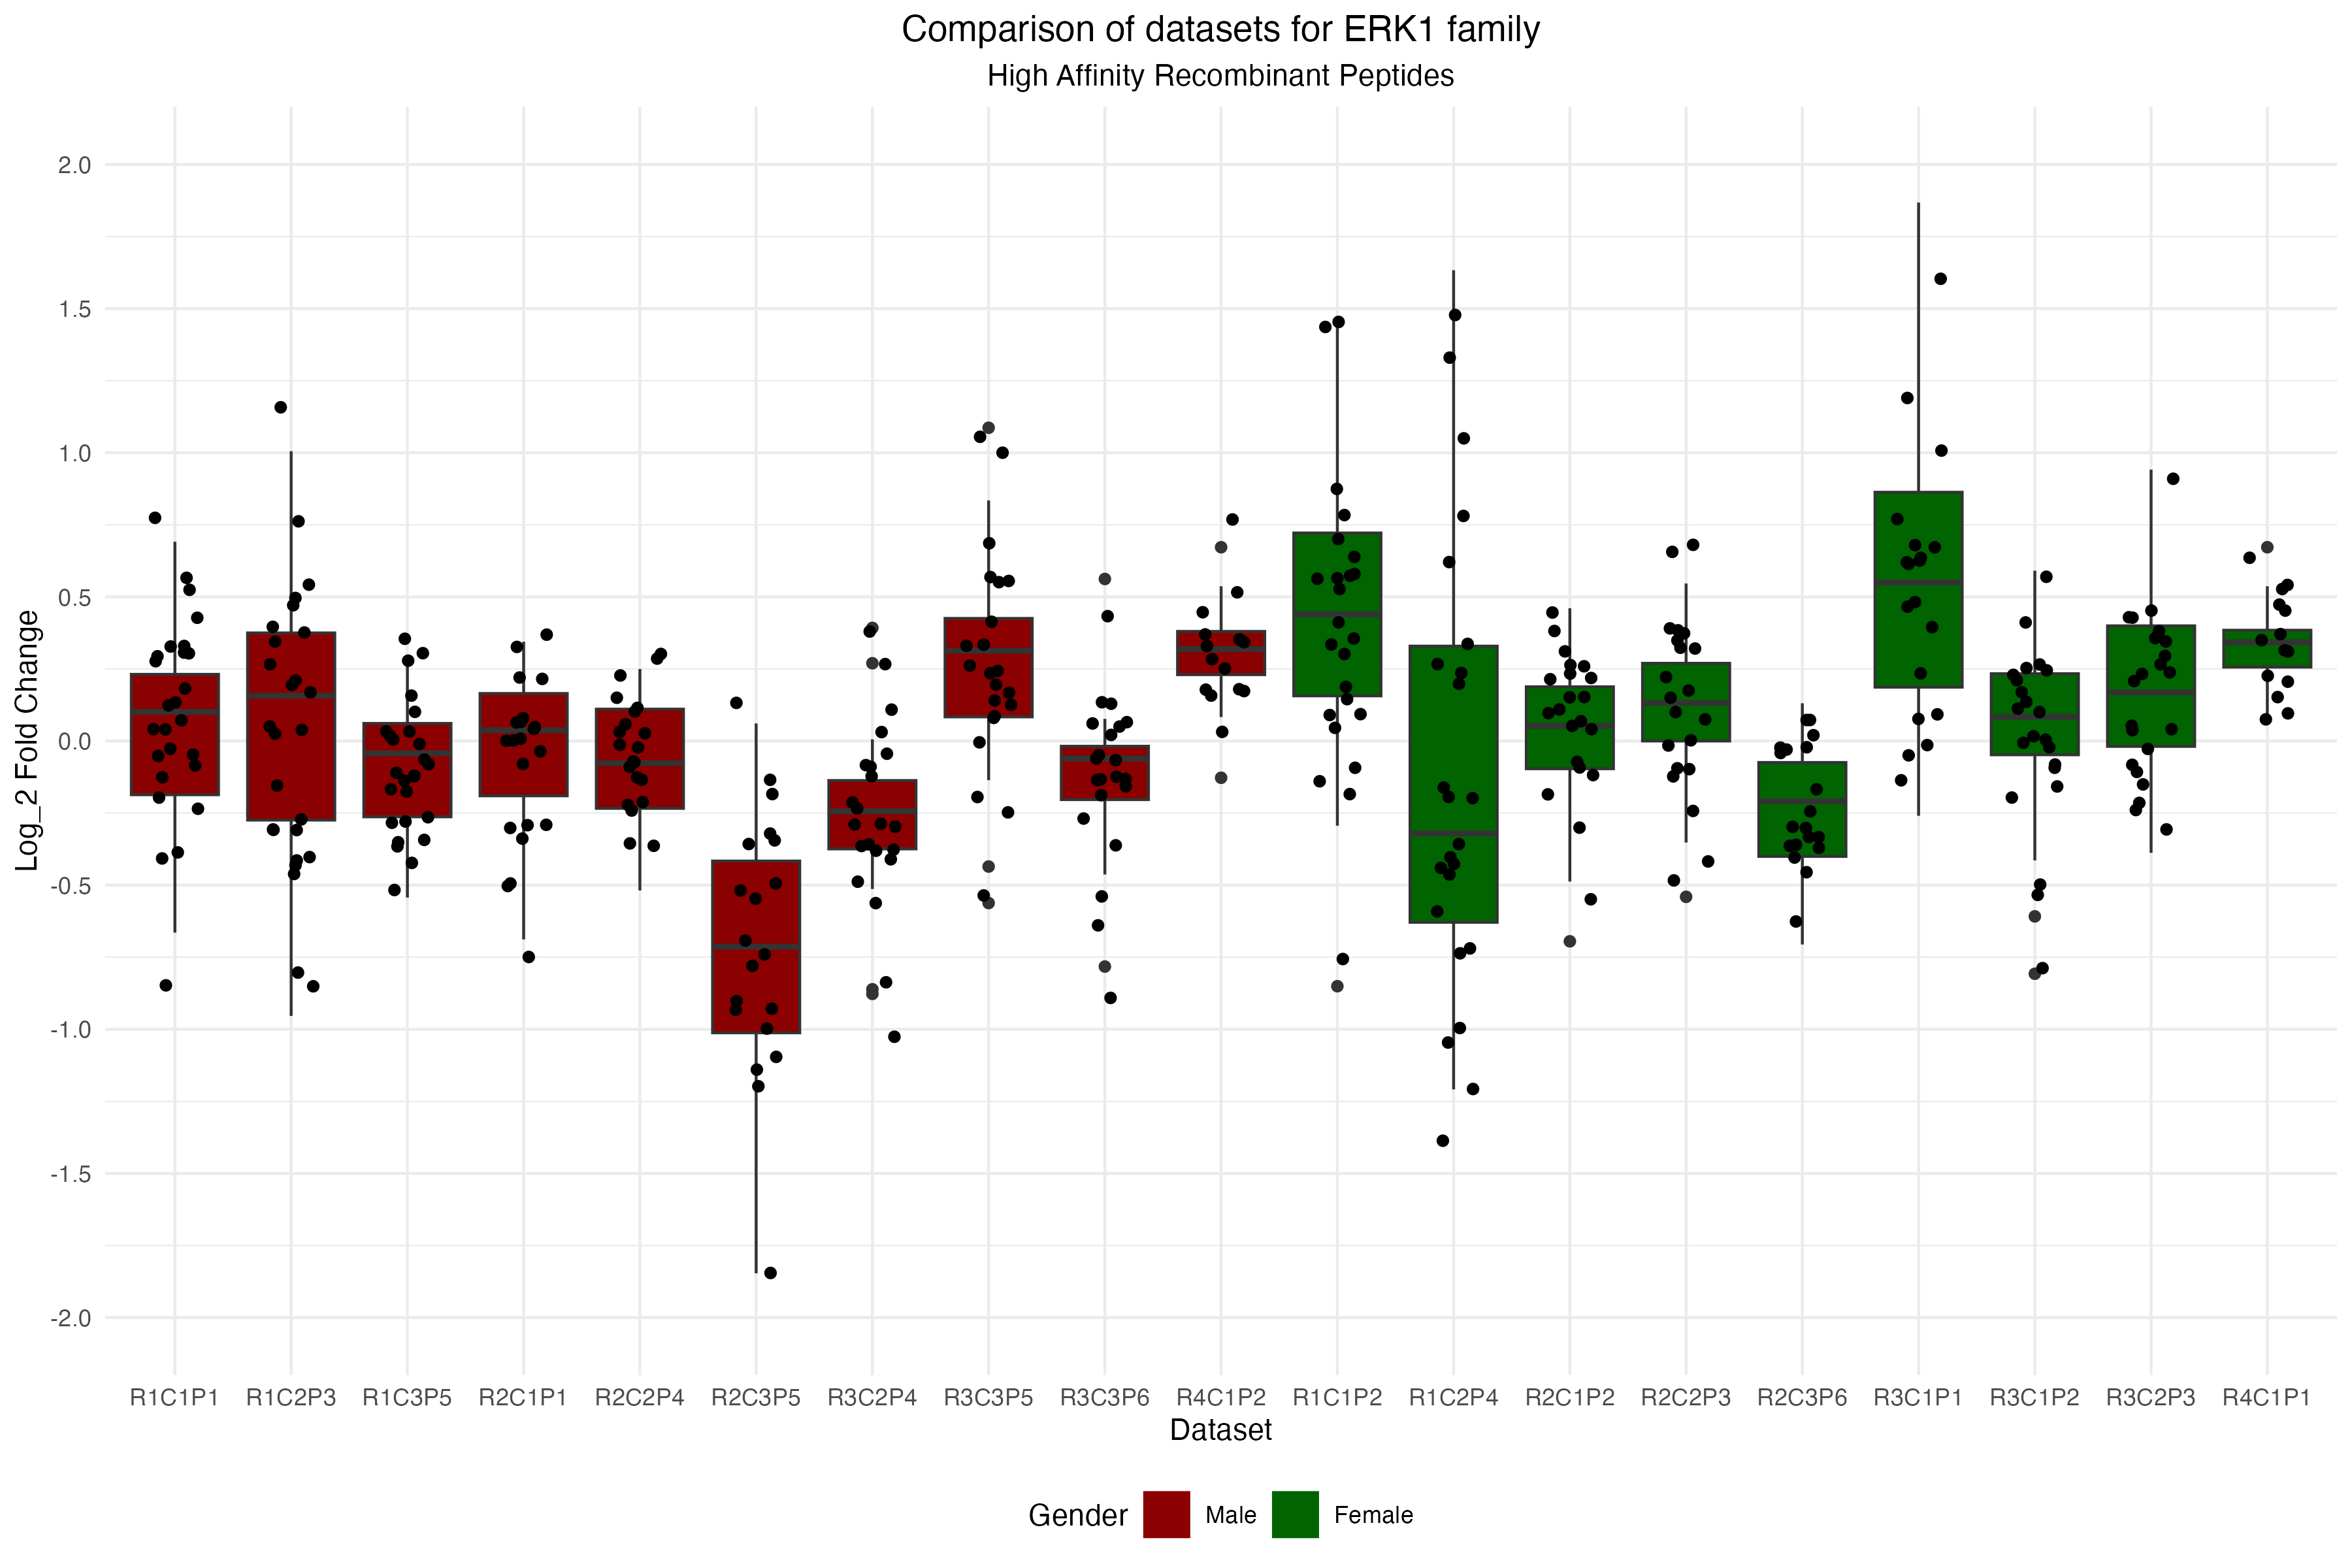 Comparison of datasets for ERK1 family
High Affinity Recombinant Peptides
Log_2 Fold Change
2.0
1.5
1.0
0.5
0.0
-0.5
-1.0
-1.5
-2.0
R1C1P1 R1C2P3 R1C3P5 R2C1P1 R2C2P4 R2C3P5 R3C2P4 R3C3P5 R3C3P6 R4C1P2 R1C1P2 R1C2P4 R2C1P2 R2C2P3 R2C3P6 R3C1P1 R3C1P2 R3C2P3 R4C1P1
Dataset
Gender Male Female